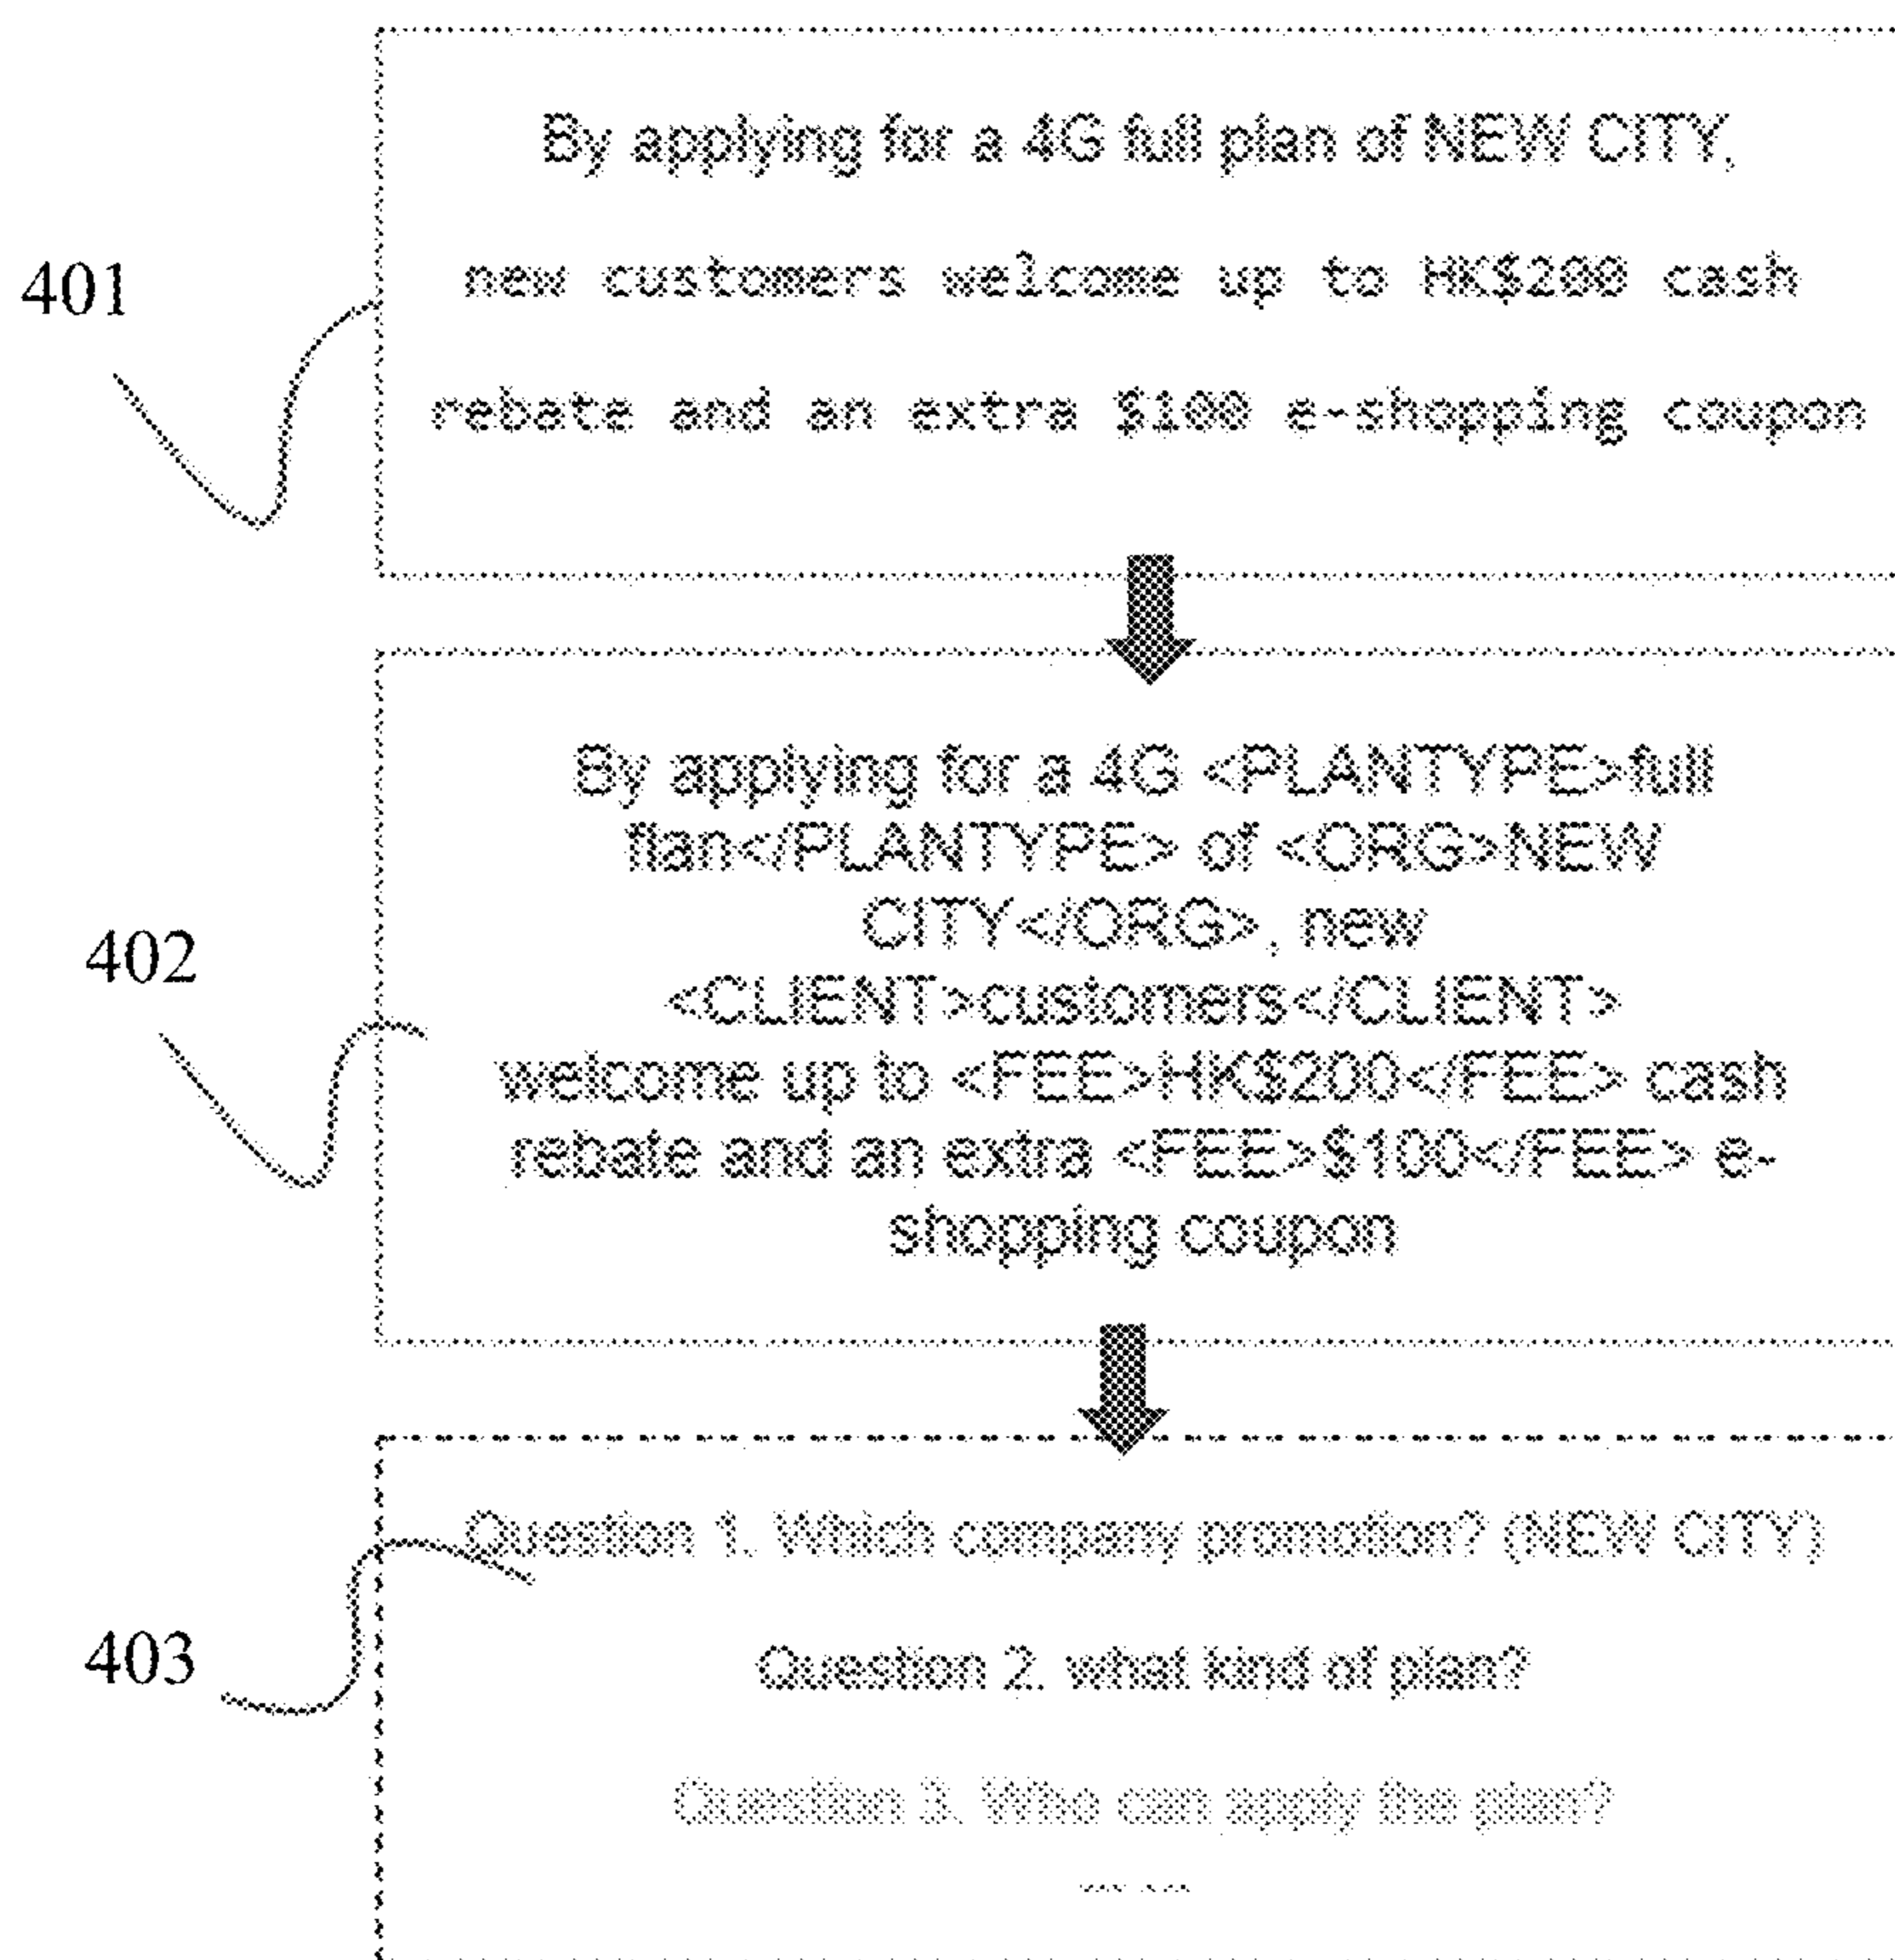 By applying for a 4G full plan of NEW CITY,
401
new customers welcome up to HK$200 cash
rebate and an extra $100 e-shopping coupon
By applying for a 4G <PLANTYPE>full
flan</PLANTYPE> of <ORG>NEW
CITY</ORG>, new
402
<CLIENT>customers</CLIENT>
welcome up to <FEE>HK$200</FEE> cash
rebate and an extra <FEE>$100</FEE> e-
shopping coupon
Question 1. Which company promotion? (NEW CITY)
403
Question 2. what kind of plan?
Question 3. Who can apply the plan?
... ...